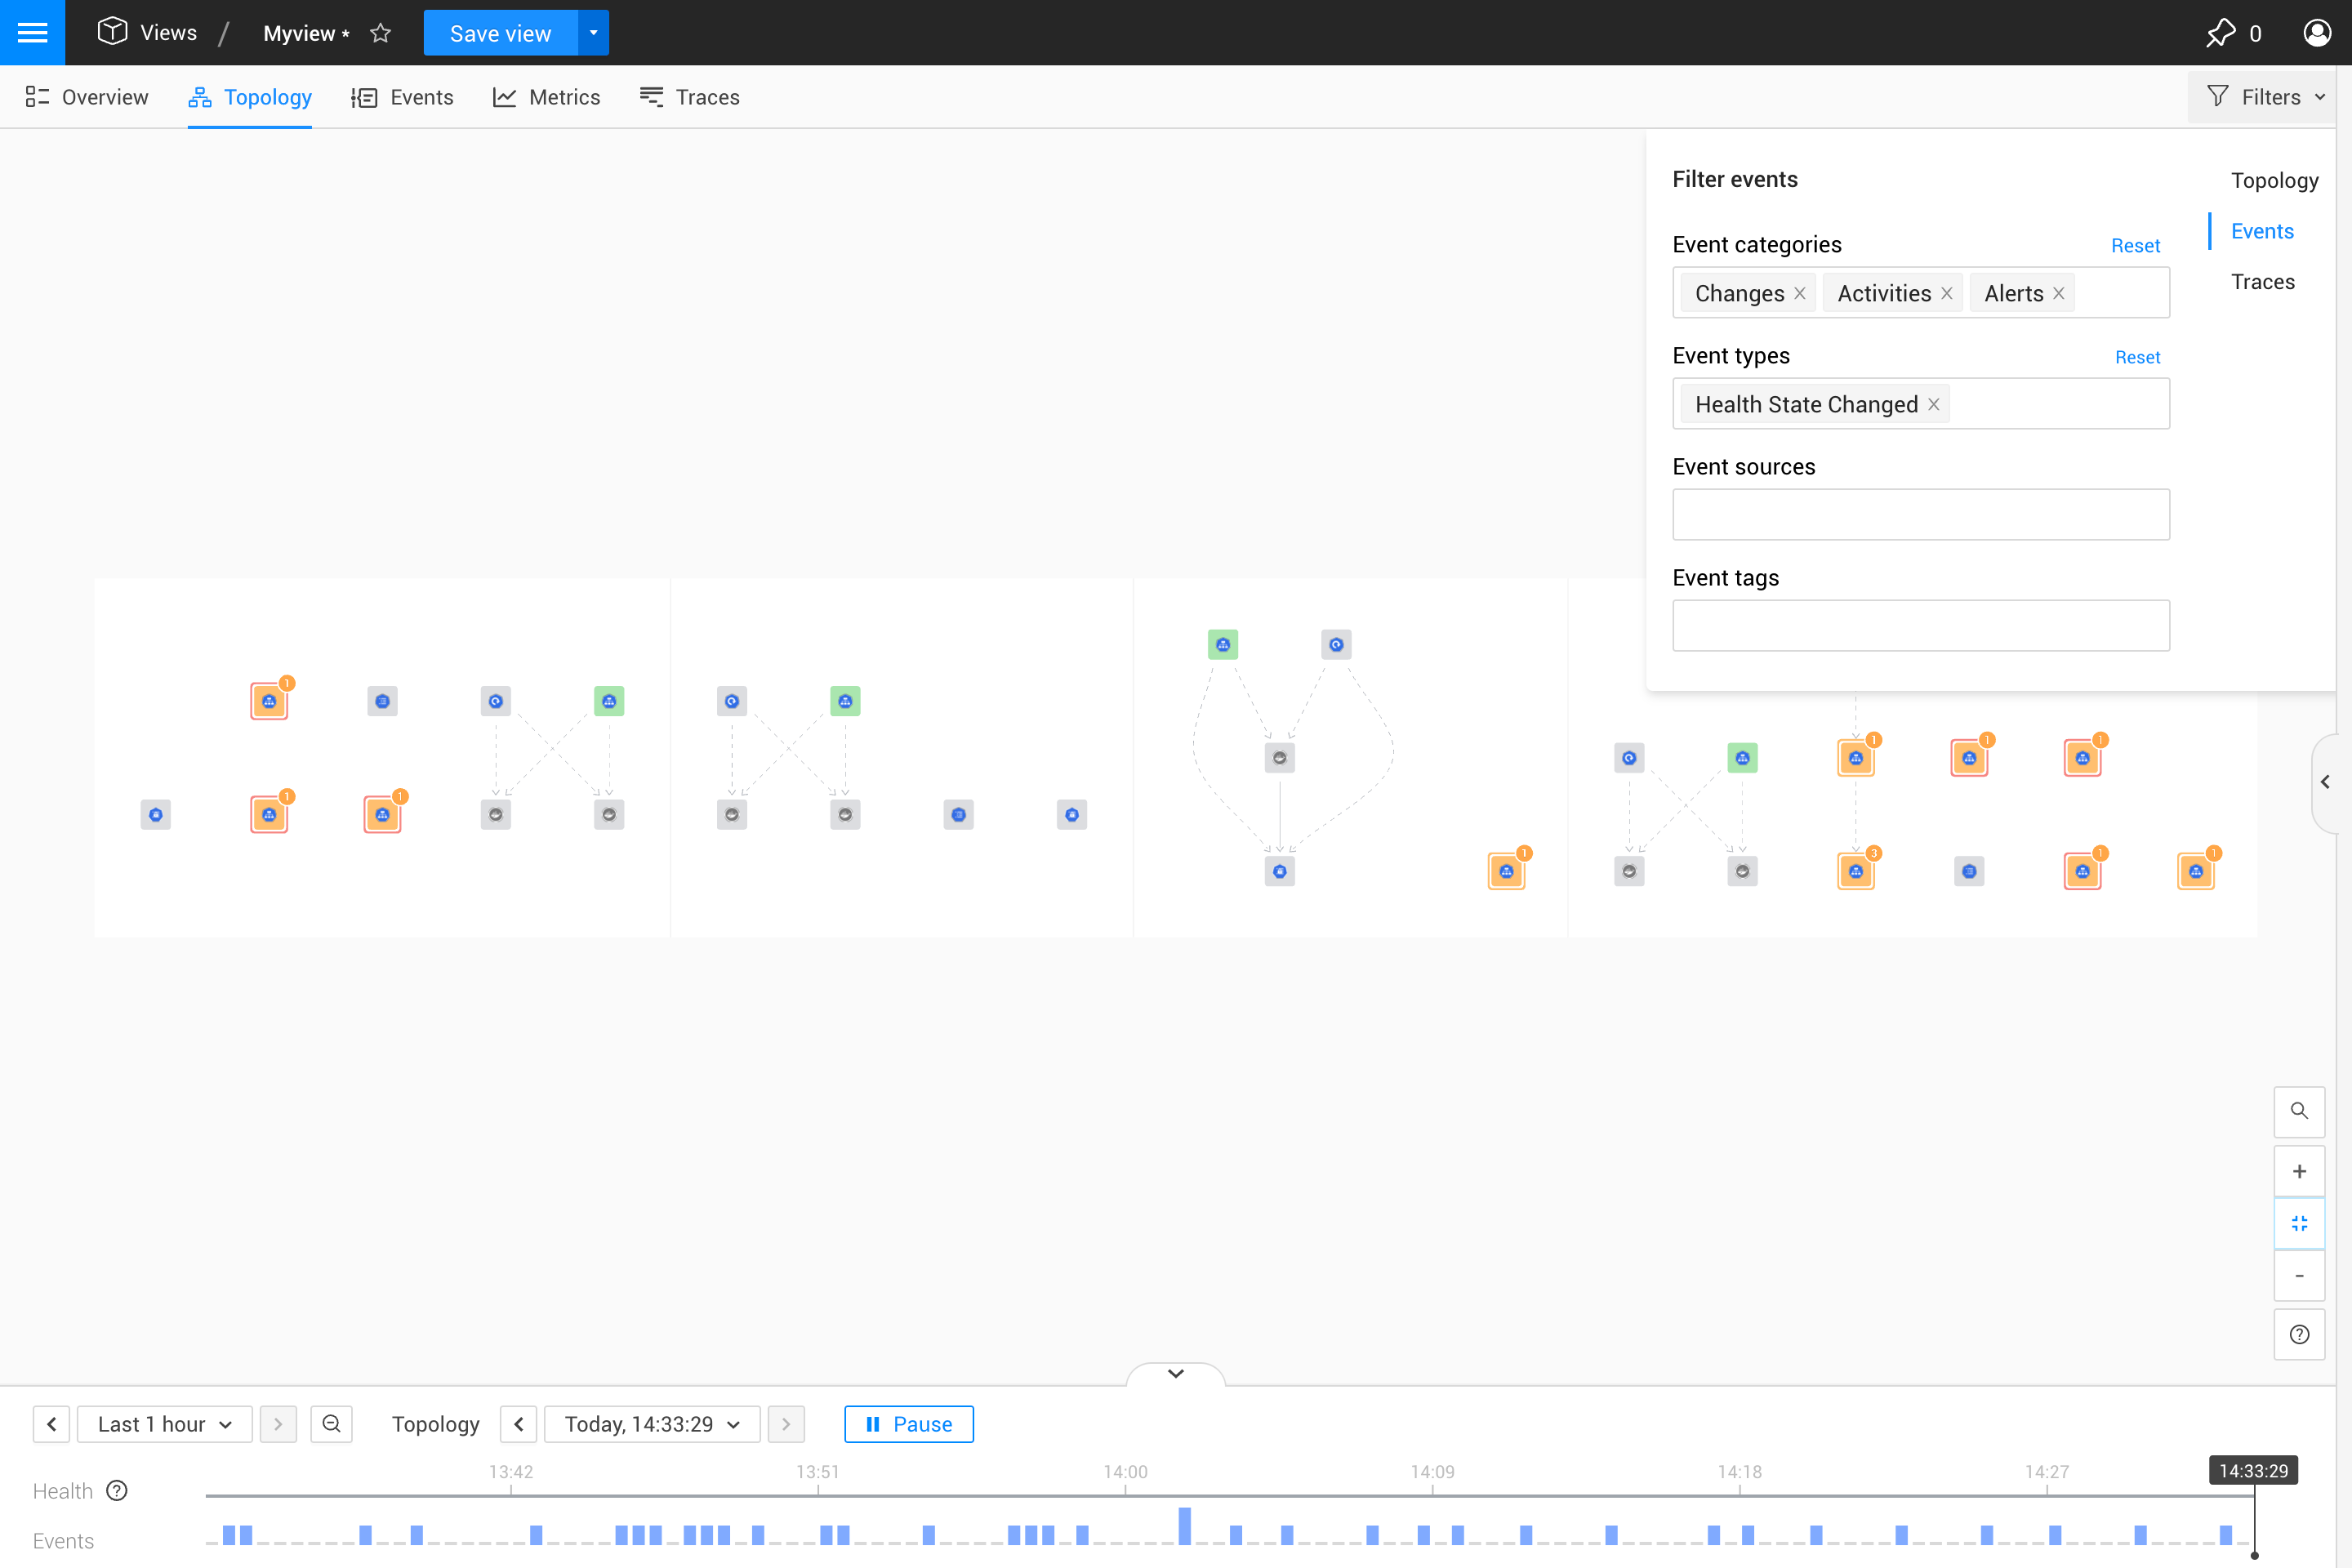 Views / Myview * Save view 0
Overview Topology Events Metrics Traces Filters
Filter events
Topology
Events
Traces
Event categories Reset
Changes × Activities × Alerts ×
Event types Reset
Health State Changed ×
Event sources
Event tags
1
1 1
1
1 1 1
3 1 1
+
-
?
Last 1 hour Topology Today, 14:33:29 Pause
13:42 13:51 14:00 14:09 14:18 14:27 14:33:29
Health ?
Events